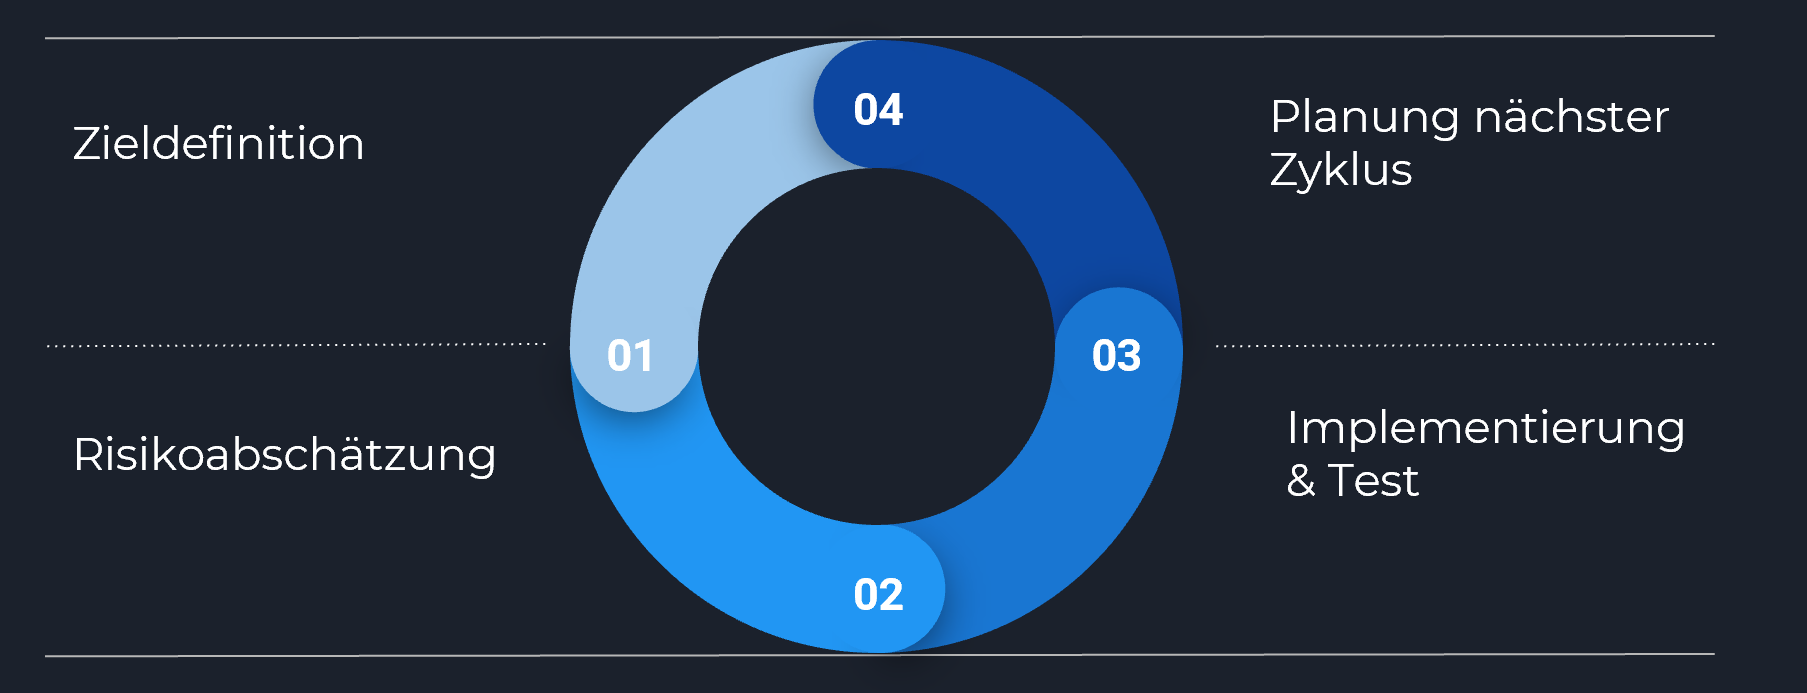 Zieldefinition
Risikoabschätzung
01
02
03
04
Planung nächster
Zyklus
Implementierung
& Test